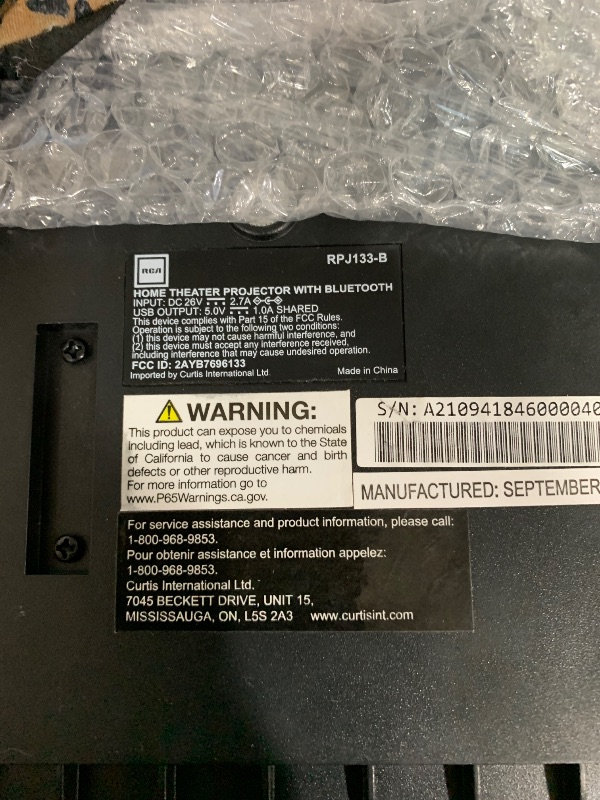 RCA
RPJ133-B
HOME THEATER PROJECTOR WITH BLUETOOTH
INPUT: DC 26V ⎓ 2.7A
USB OUTPUT: 5.0V ⎓ 1.0A SHARED
This device complies with Part 15 of the FCC Rules.
Operation is subject to the following two conditions:
(1) this device may not cause harmful interference, and
(2) this device must accept any interference received,
including interference that may cause undesired operation.
FCC ID: 2AYB7696133
Imported by Curtis International Ltd. Made in China
WARNING:
This product can expose you to chemicals
including lead, which is known to the State
of California to cause cancer and birth
defects or other reproductive harm.
For more information go to
www.P65Warnings.ca.gov.
S/N: A210941846000040
MANUFACTURED: SEPTEMBER
For service assistance and product information, please call:
1-800-968-9853.
Pour obtenir assistance et information appelez:
1-800-968-9853.
Curtis International Ltd.
7045 BECKETT DRIVE, UNIT 15,
MISSISSAUGA, ON, L5S 2A3 www.curtisint.com